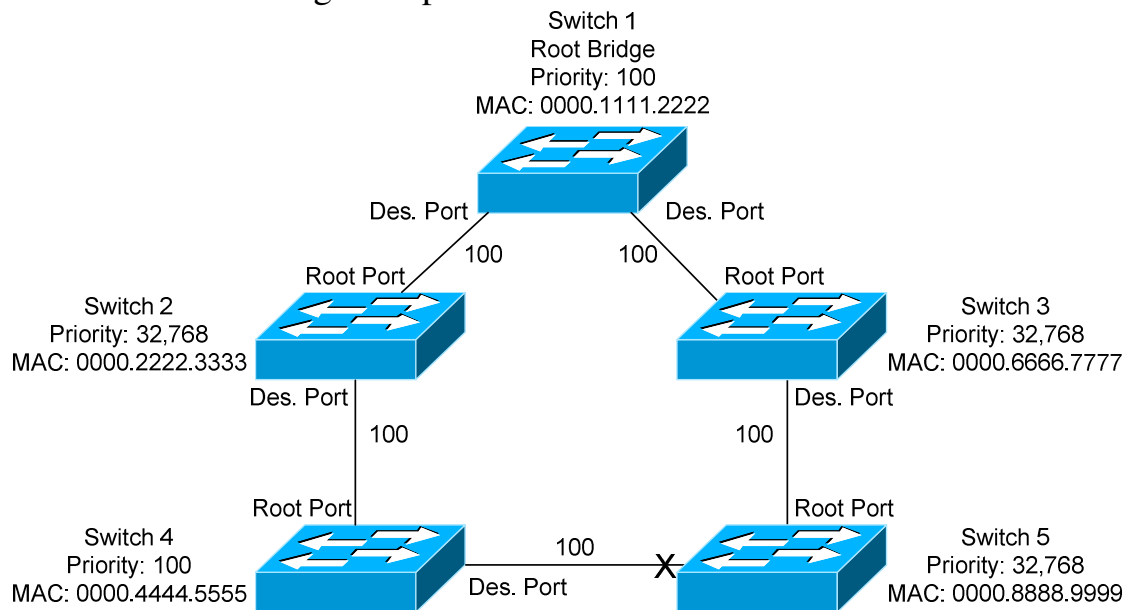 Switch 1
Root Bridge
Priority: 100
MAC: 0000.1111.2222
Des. Port
Des. Port
100
100
Root Port
Root Port
Switch 2
Priority: 32,768
MAC: 0000.2222.3333
Switch 3
Priority: 32,768
MAC: 0000.6666.7777
Des. Port
Des. Port
100
100
Root Port
Root Port
Switch 4
Priority: 100
MAC: 0000.4444.5555
100
X
Des. Port
Switch 5
Priority: 32,768
MAC: 0000.8888.9999